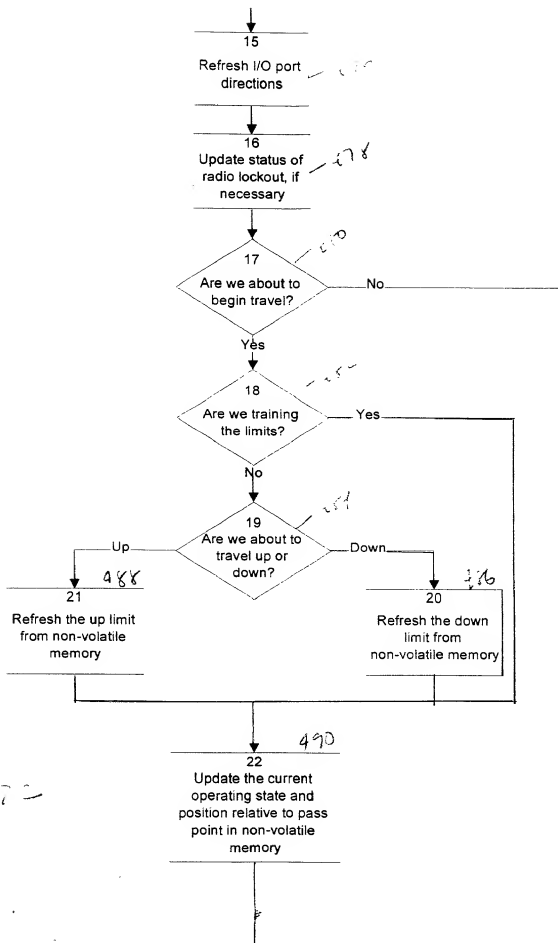 15
Refresh I/O port
directions
16
Update status of
radio lockout, if
necessary
478
17
Are we about to
begin travel?
No
Yes
18
Are we training
the limits?
Yes
No
19
Are we about to
travel up or
down?
Up
Down
488
21
Refresh the up limit
from non-volatile
memory
20
Refresh the down
limit from
non-volatile memory
490
22
Update the current
operating state and
position relative to pass
point in non-volatile
memory